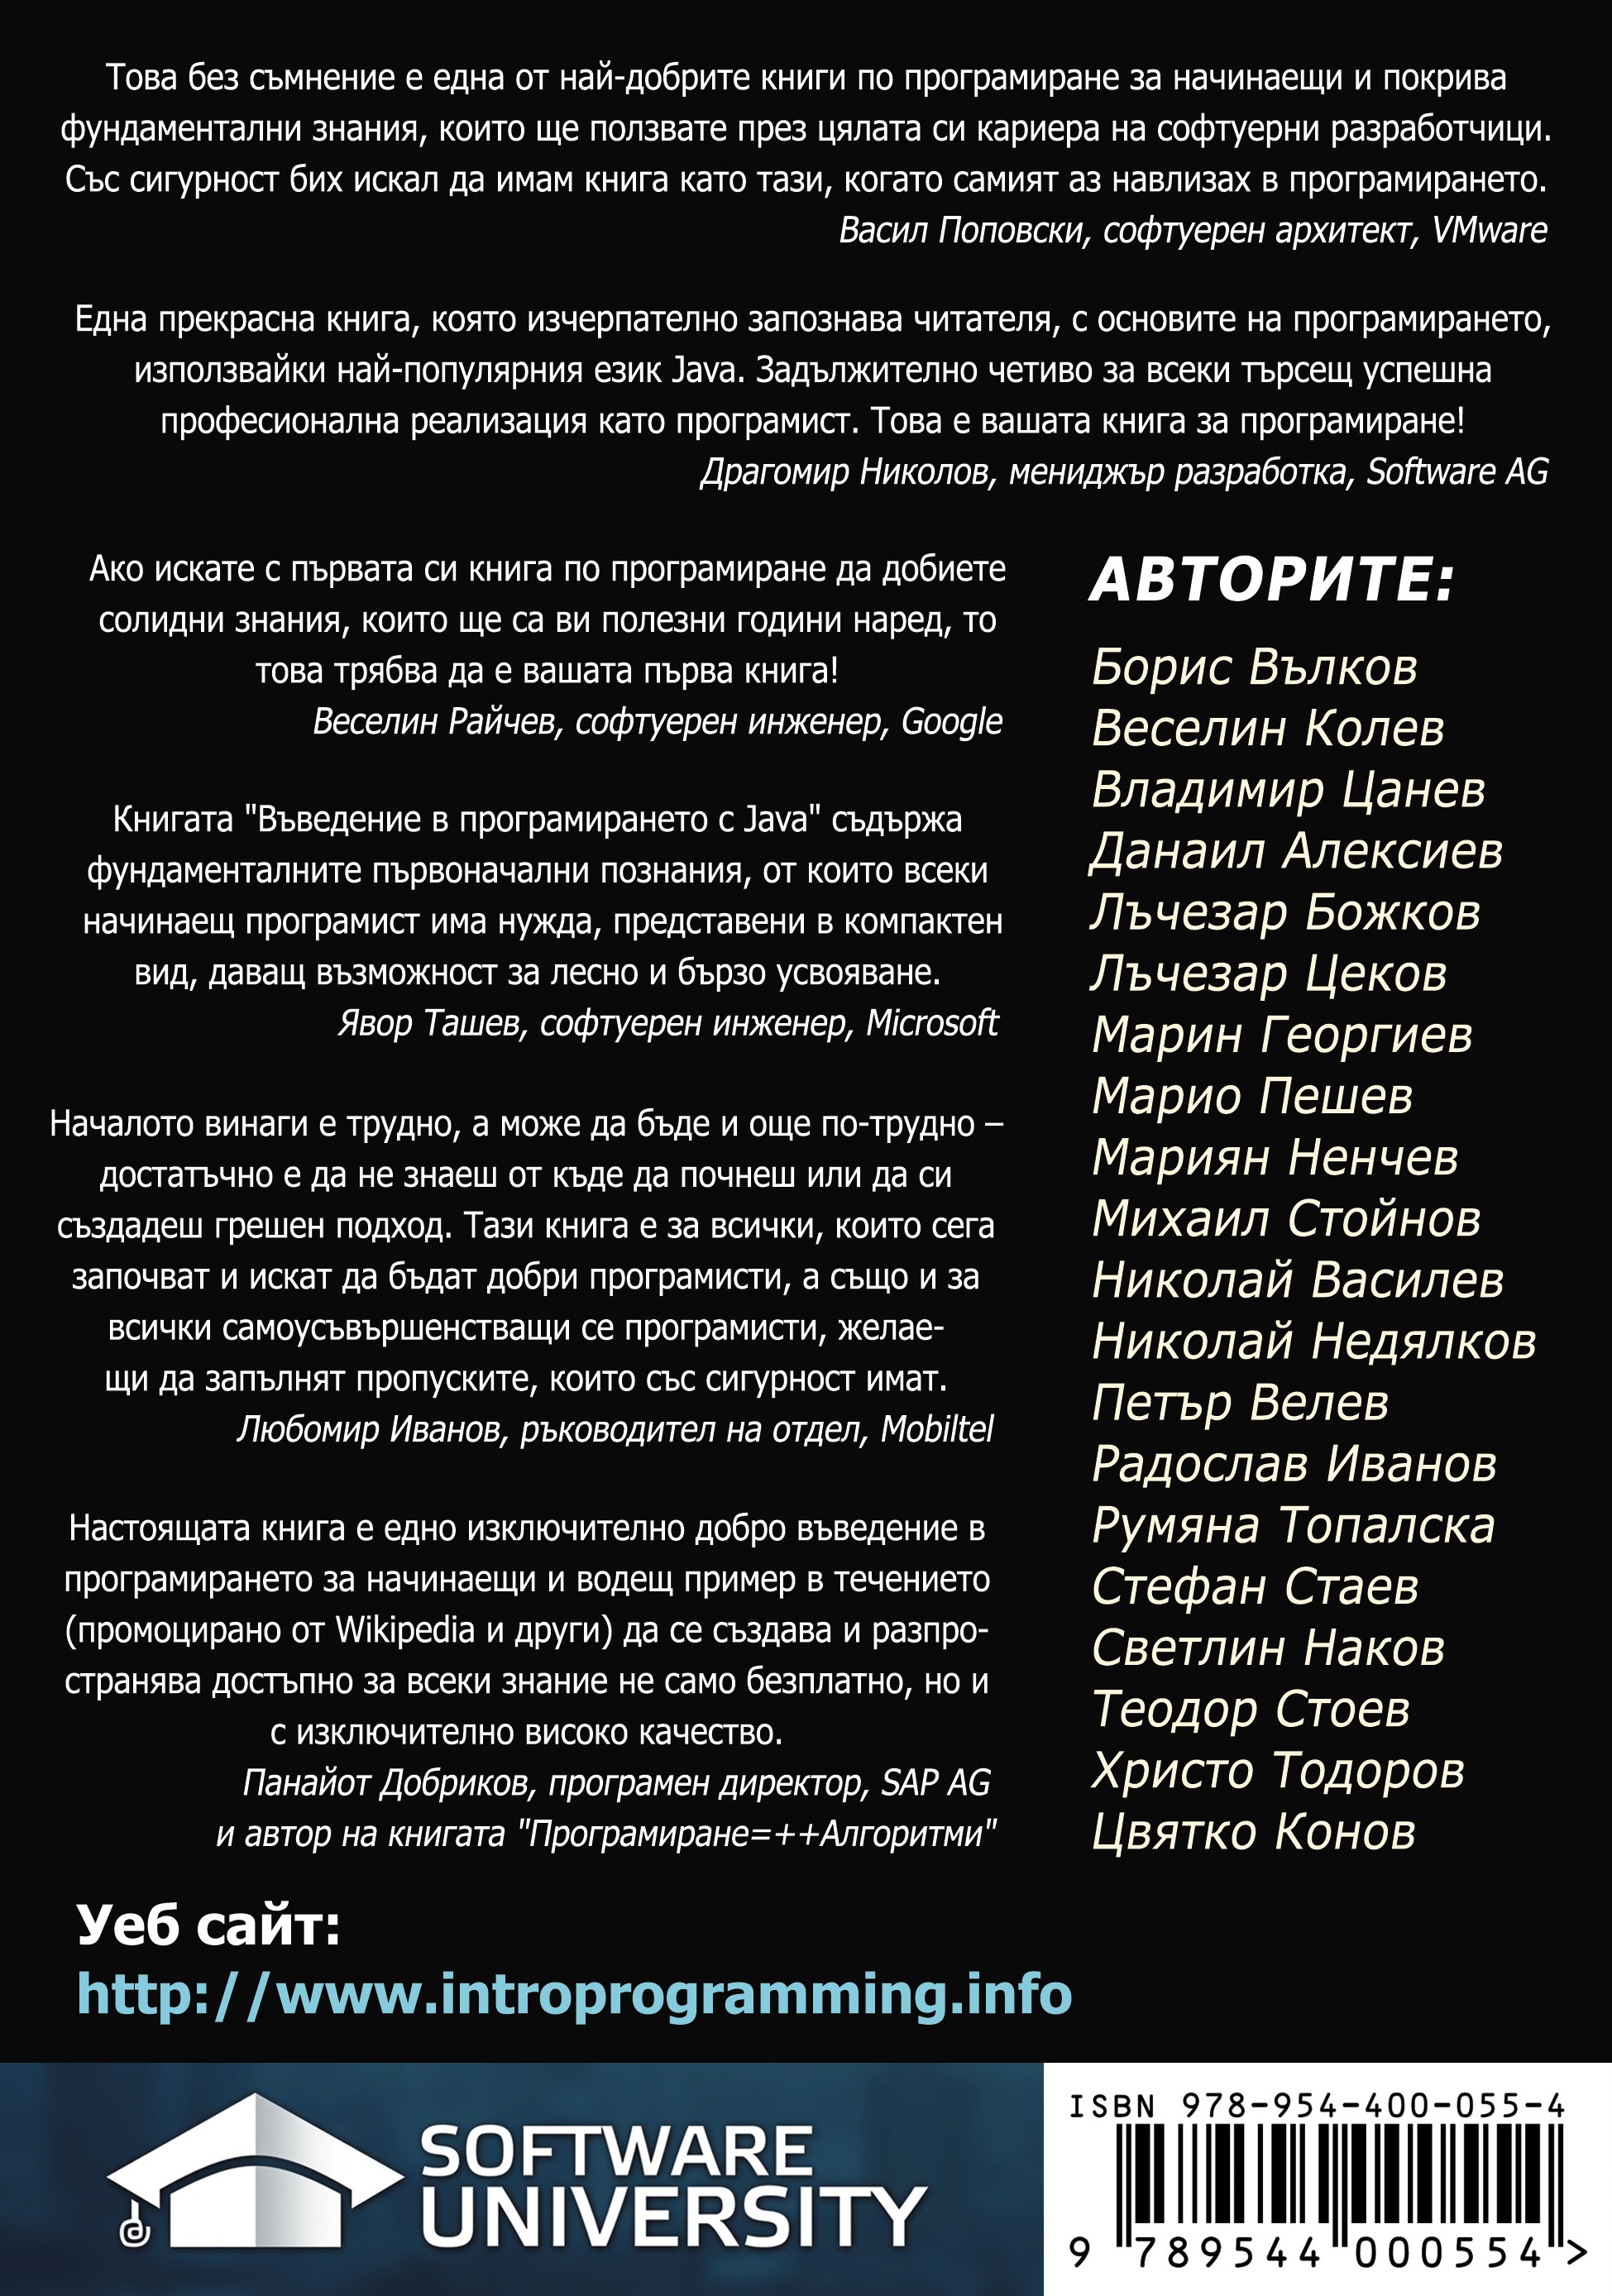 Това без съмнение е една от най-добрите книги по програмиране за начинаещи и покрива
фундаментални знания, които ще ползвате през цялата си кариера на софтуерни разработчици.
Със сигурност бих искал да имам книга като тази, когато самият аз навлизах в програмирането.
Васил Поповски, софтуерен архитект, VMware
Една прекрасна книга, която изчерпателно запознава читателя, с основите на програмирането,
използвайки най-популярния език Java. Задължително четиво за всеки търсещ успешна
професионална реализация като програмист. Това е вашата книга за програмиране!
Драгомир Николов, мениджър разработка, Software AG
Ако искате с първата си книга по програмиране да добиете
солидни знания, които ще са ви полезни години наред, то
това трябва да е вашата първа книга!
Веселин Райчев, софтуерен инженер, Google
Книгата "Въведение в програмирането с Java" съдържа
фундаменталните първоначални познания, от които всеки
начинаещ програмист има нужда, представени в компактен
вид, даващ възможност за лесно и бързо усвояване.
Явор Ташев, софтуерен инженер, Microsoft
Началото винаги е трудно, а може да бъде и още по-трудно –
достатъчно е да не знаеш от къде да почнеш или да си
създадеш грешен подход. Тази книга е за всички, които сега
започват и искат да бъдат добри програмисти, а също и за
всички самоусъвършенстващи се програмисти, желае-
щи да запълнят пропуските, които със сигурност имат.
Любомир Иванов, ръководител на отдел, Mobiltel
Настоящата книга е едно изключително добро въведение в
програмирането за начинаещи и водещ пример в течението
(промоцирано от Wikipedia и други) да се създава и разпро-
странява достъпно за всеки знание не само безплатно, но и
с изключително високо качество.
Панайот Добриков, програмен директор, SAP AG
и автор на книгата "Програмиране=++Алгоритми"
АВТОРИТЕ:
Борис Вълков
Веселин Колев
Владимир Цанев
Данаил Алексиев
Лъчезар Божков
Лъчезар Цеков
Марин Георгиев
Марио Пешев
Мариян Ненчев
Михаил Стойнов
Николай Василев
Николай Недялков
Петър Велев
Радослав Иванов
Румяна Топалска
Стефан Стаев
Светлин Наков
Теодор Стоев
Христо Тодоров
Цвятко Конов
Уеб сайт:
http://www.introprogramming.info
SOFTWARE
UNIVERSITY
ISBN 978-954-400-055-4
9 789544 000554 >